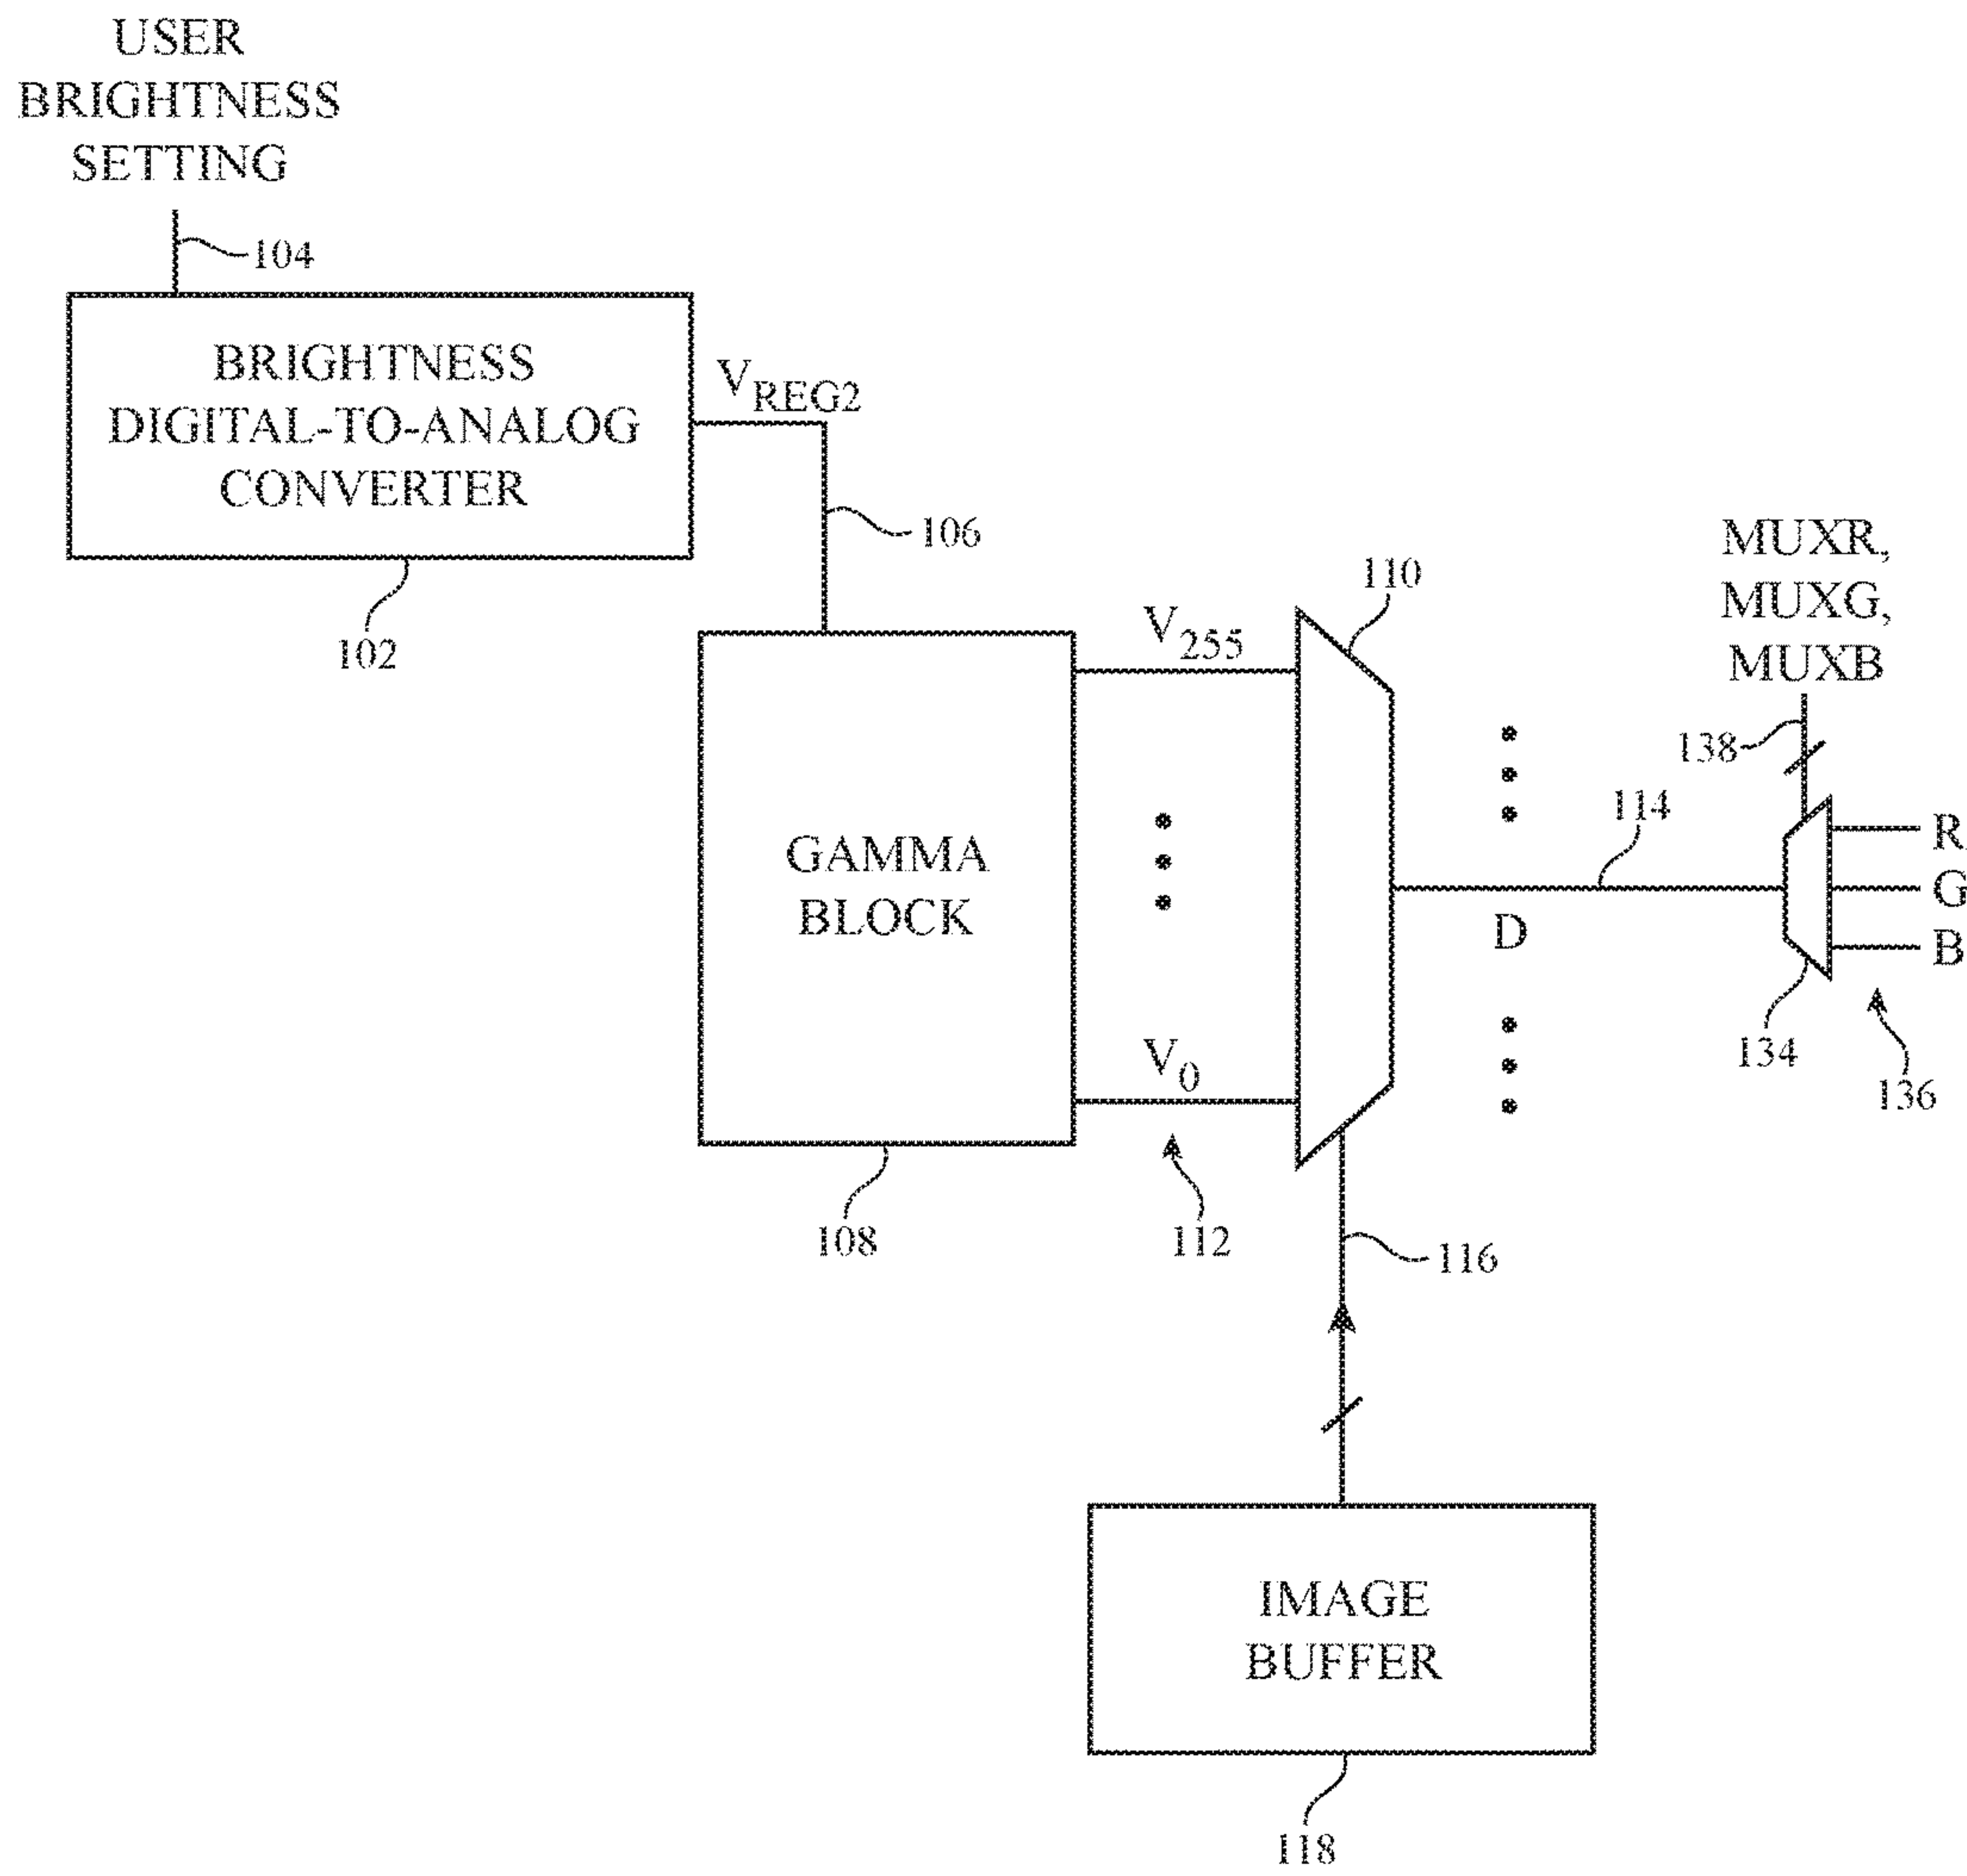 USER
BRIGHTNESS
SETTING
104
BRIGHTNESS
DIGITAL-TO-ANALOG
CONVERTER
VREG2
106
102
MUXR,
MUXG,
MUXB
110
V255
138
114
R
G
B
GAMMA
BLOCK
D
V0
134
136
108
112
116
IMAGE
BUFFER
118